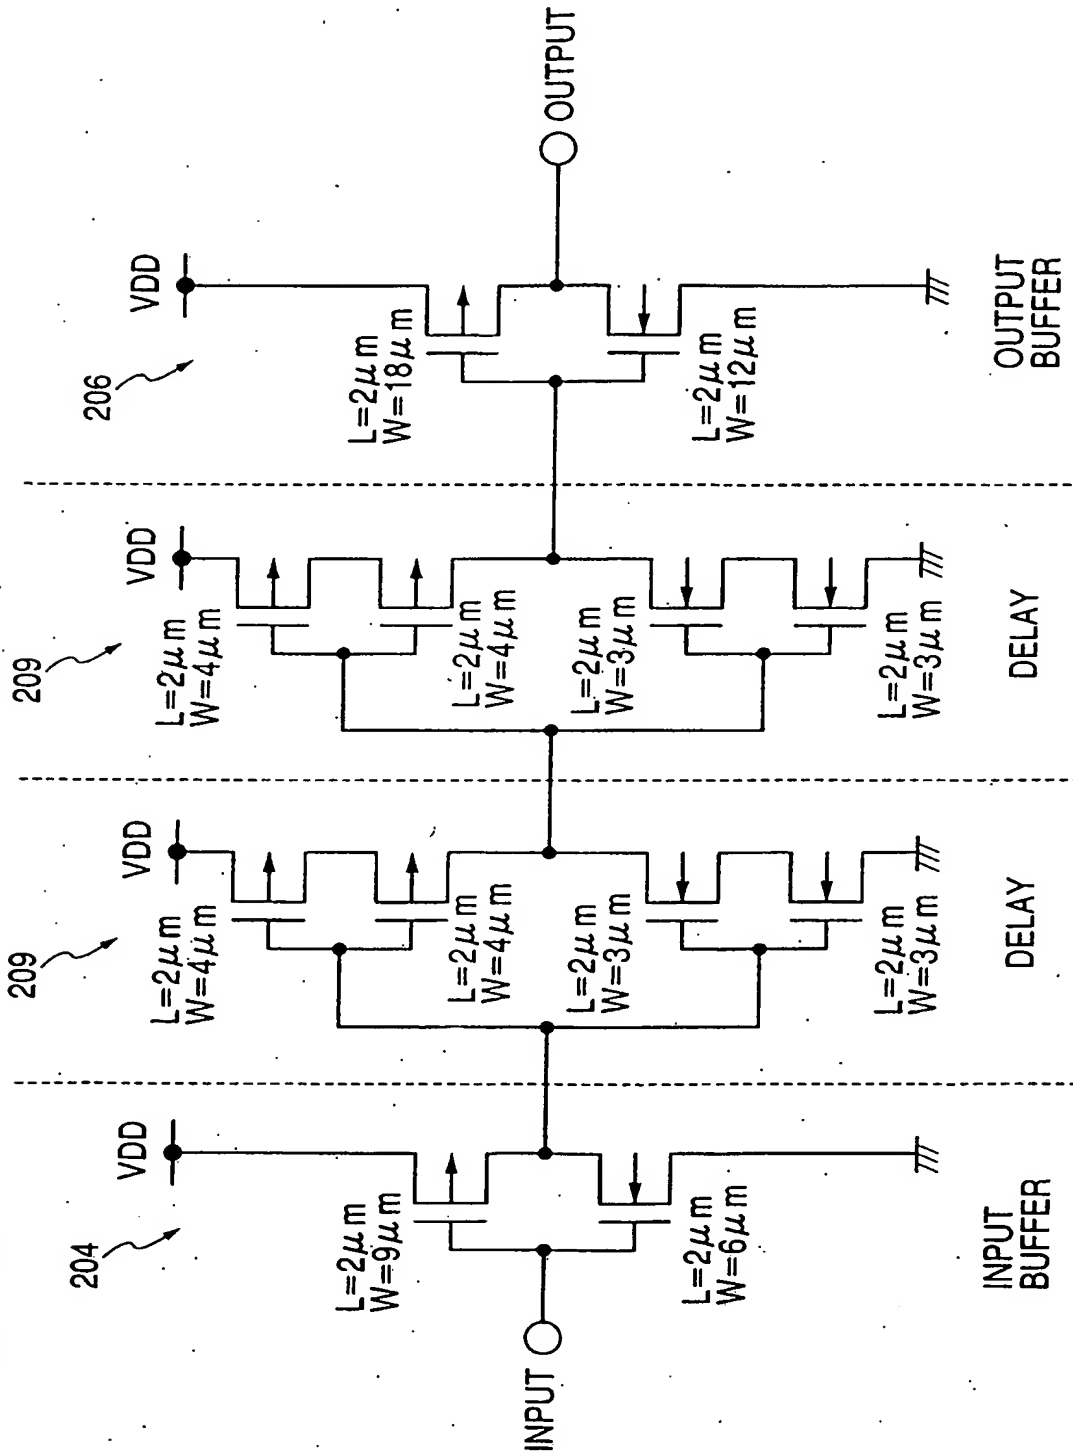 204
VDD
L=2μm
W=9μm
L=2μm
W=6μm
INPUT
INPUT
BUFFER
209
VDD
L=2μm
W=4μm
L=2μm
W=4μm
L=2μm
W=3μm
L=2μm
W=3μm
DELAY
209
VDD
L=2μm
W=4μm
L=2μm
W=4μm
L=2μm
W=3μm
L=2μm
W=3μm
DELAY
206
VDD
L=2μm
W=18μm
L=2μm
W=12μm
OUTPUT
OUTPUT
BUFFER